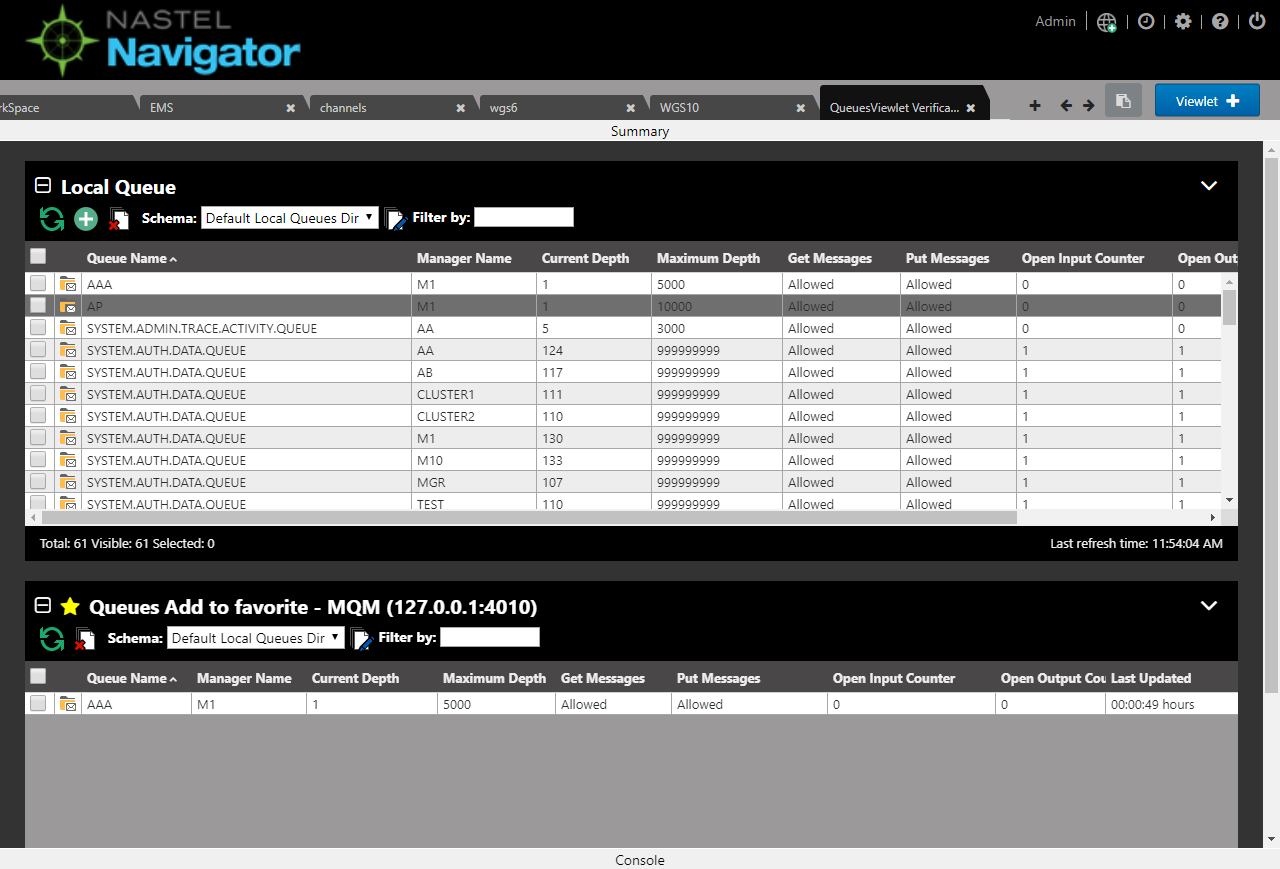 NASTEL
Navigator
Admin
rkSpace EMS channels wgs6 WGS10 QueuesViewlet Verifica... Viewlet
Summary
Local Queue
Schema: Default Local Queues Dir Filter by:
Queue Name Manager Name Current Depth Maximum Depth Get Messages Put Messages Open Input Counter Open Out
AAA M1 1 5000 Allowed Allowed 0 0
AP M1 1 10000 Allowed Allowed 0 0
SYSTEM.ADMIN.TRACE.ACTIVITY.QUEUE AA 5 3000 Allowed Allowed 0 0
SYSTEM.AUTH.DATA.QUEUE AA 124 999999999 Allowed Allowed 1 1
SYSTEM.AUTH.DATA.QUEUE AB 117 999999999 Allowed Allowed 1 1
SYSTEM.AUTH.DATA.QUEUE CLUSTER1 111 999999999 Allowed Allowed 1 1
SYSTEM.AUTH.DATA.QUEUE CLUSTER2 110 999999999 Allowed Allowed 1 1
SYSTEM.AUTH.DATA.QUEUE M1 130 999999999 Allowed Allowed 1 1
SYSTEM.AUTH.DATA.QUEUE M10 133 999999999 Allowed Allowed 1 1
SYSTEM.AUTH.DATA.QUEUE MGR 107 999999999 Allowed Allowed 1 1
SYSTEM.AUTH.DATA.QUEUE TEST 110 999999999 Allowed Allowed 1 1
Total: 61 Visible: 61 Selected: 0 Last refresh time: 11:54:04 AM
Queues Add to favorite - MQM (127.0.0.1:4010)
Schema: Default Local Queues Dir Filter by:
Queue Name Manager Name Current Depth Maximum Depth Get Messages Put Messages Open Input Counter Open Output Cou Last Updated
AAA M1 1 5000 Allowed Allowed 0 0 00:00:49 hours
Console